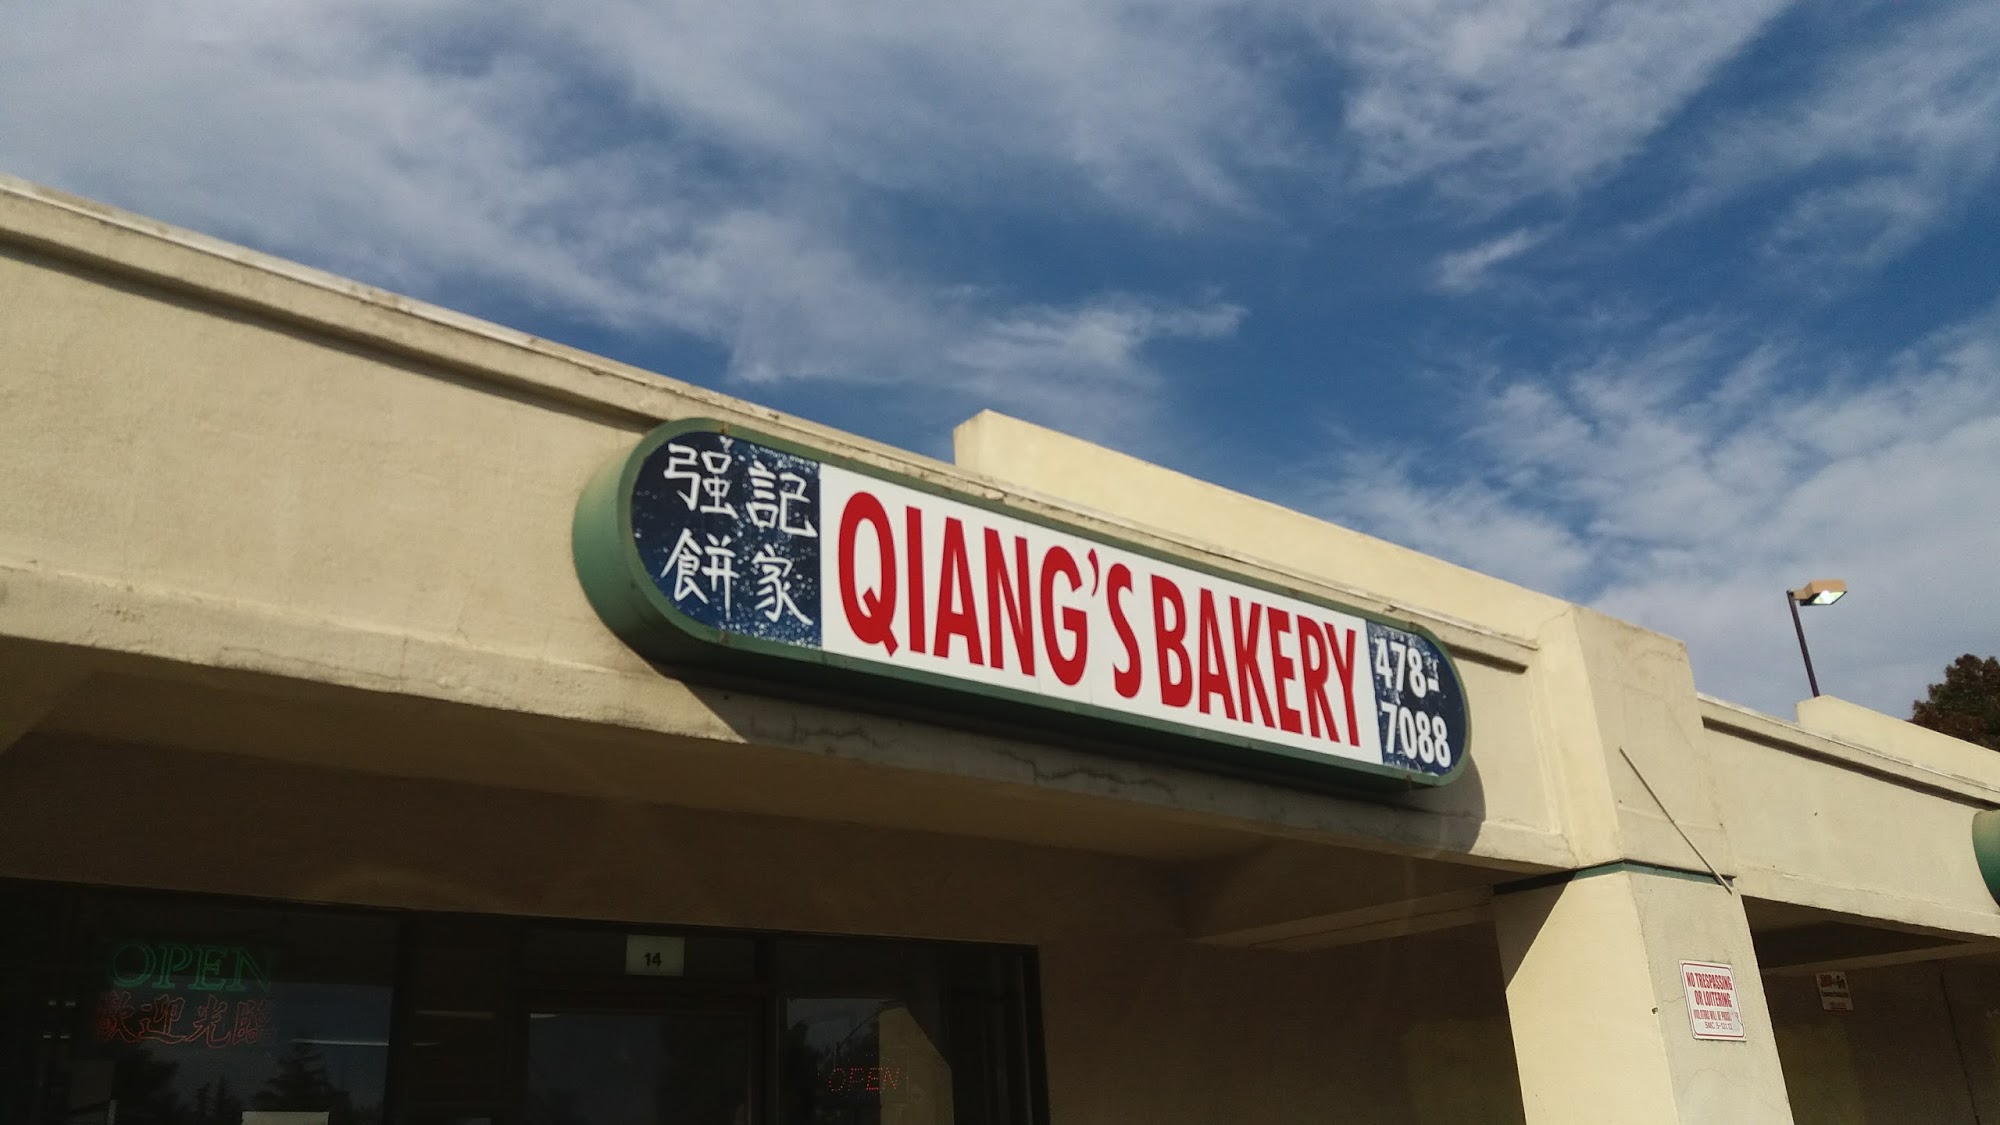 强記
餅家
QIANG'S BAKERY
478-
7088
OPEN
歡迎光臨
14
OPEN
NO TRESPASSING
OR LOITERING